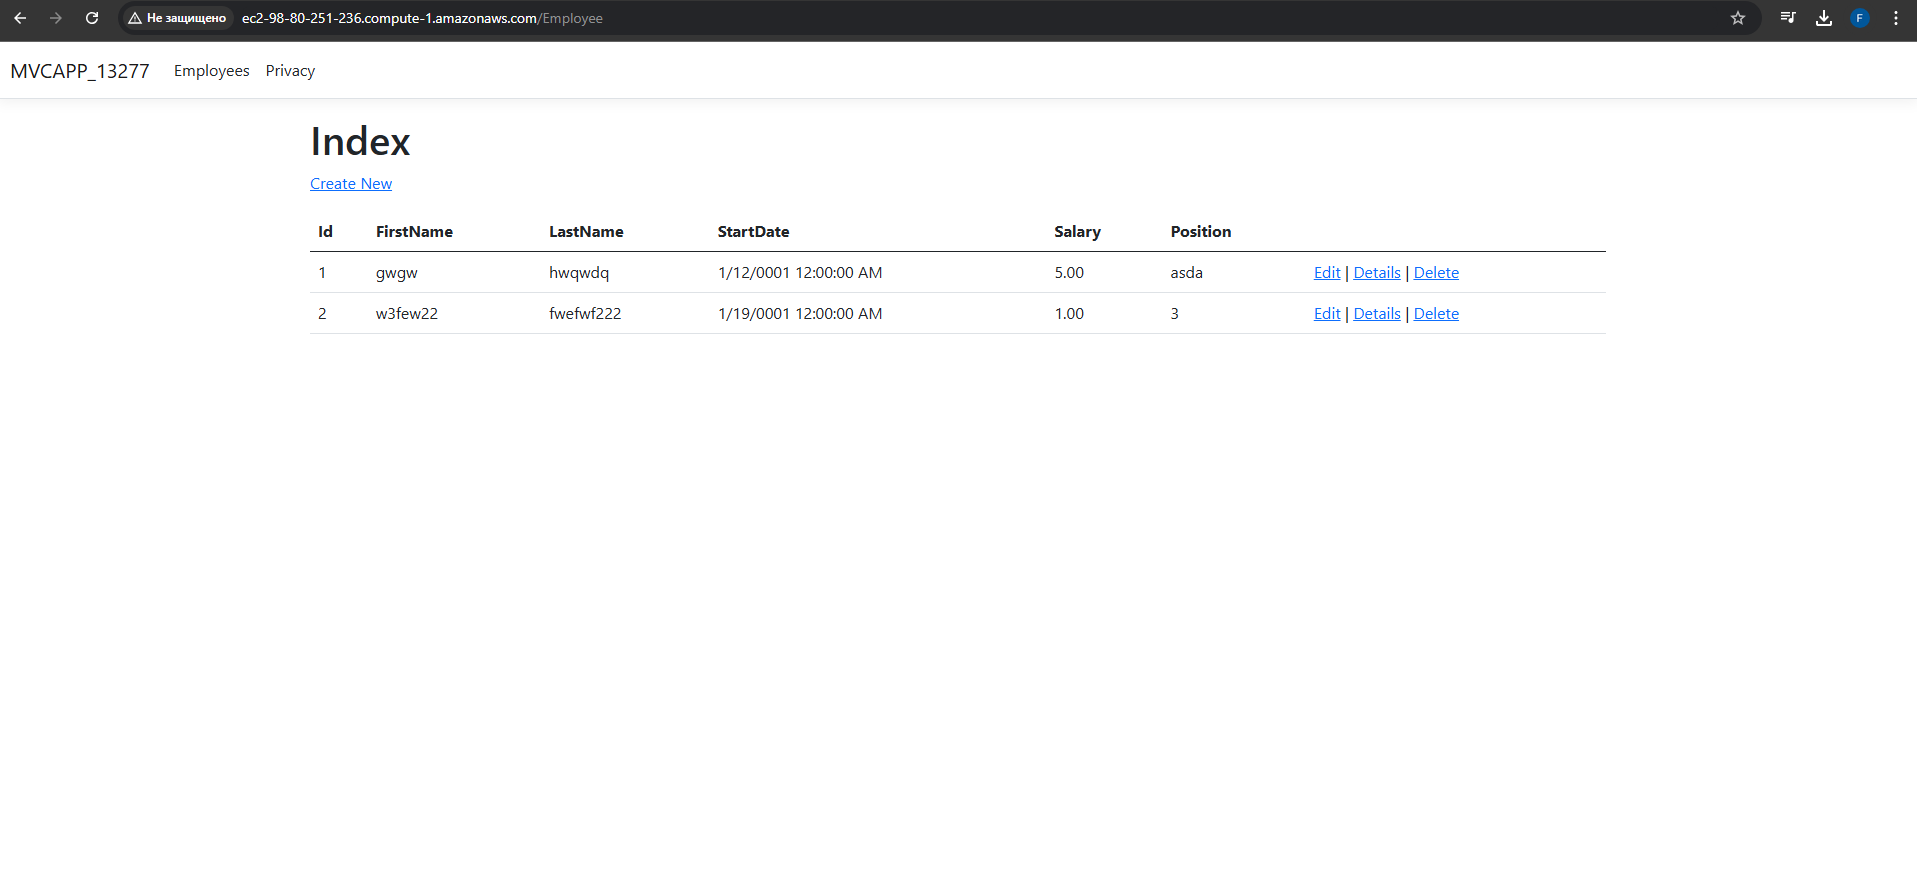 Не защищено ec2-98-80-251-236.compute-1.amazonaws.com/Employee F
MVCAPP_13277 Employees Privacy
Index
Create New
Id FirstName LastName StartDate Salary Position
1 gwgw hwqwdq 1/12/0001 12:00:00 AM 5.00 asda Edit | Details | Delete
2 w3few22 fwefwf222 1/19/0001 12:00:00 AM 1.00 3 Edit | Details | Delete